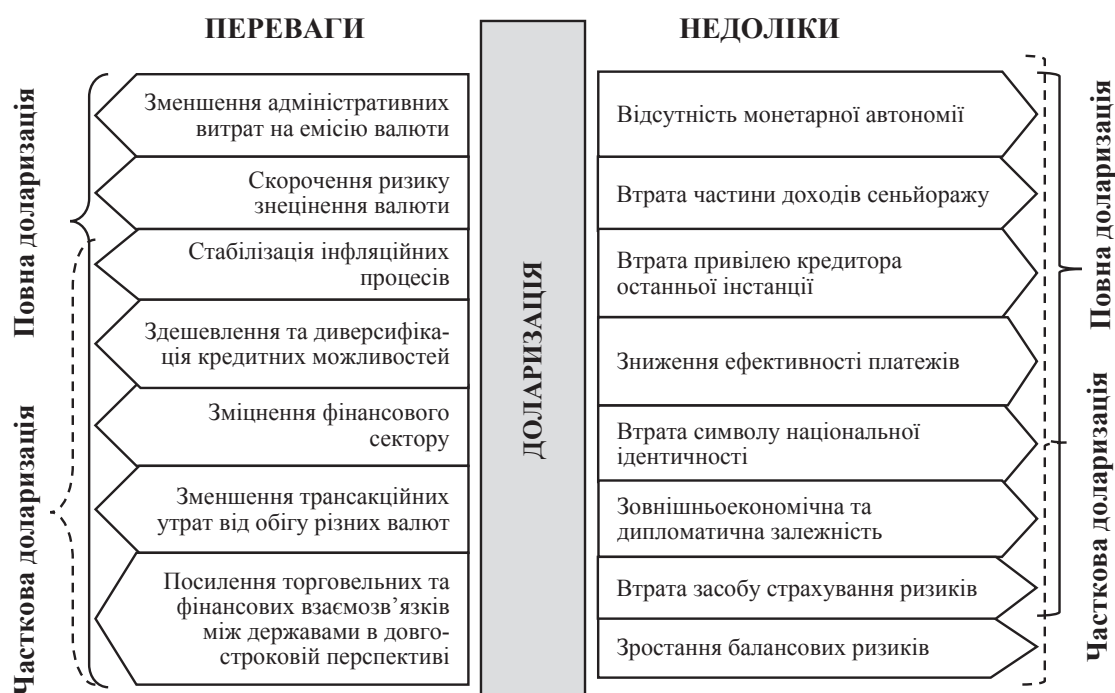 ПЕРЕВАГИ
НЕДОЛІКИ
Повна доларизація
Часткова доларизація
Зменшення адміністративних
витрат на емісію валюти
Скорочення ризику
знецінення валюти
Стабілізація інфляційних
процесів
Здешевлення та диверсифіка-
ція кредитних можливостей
Зміцнення фінансового
сектору
Зменшення трансакційних
утрат від обігу різних валют
Посилення торговельних та
фінансових взаємозв’язків
між державами в довго-
строковій перспективі
ДОЛАРИЗАЦІЯ
Відсутність монетарної автономії
Втрата частини доходів сеньйоражу
Втрата привілею кредитора
останньої інстанції
Зниження ефективності платежів
Втрата символу національної
ідентичності
Зовнішньоекономічна та
дипломатична залежність
Втрата засобу страхування ризиків
Зростання балансових ризиків
Повна доларизація
Часткова доларизація